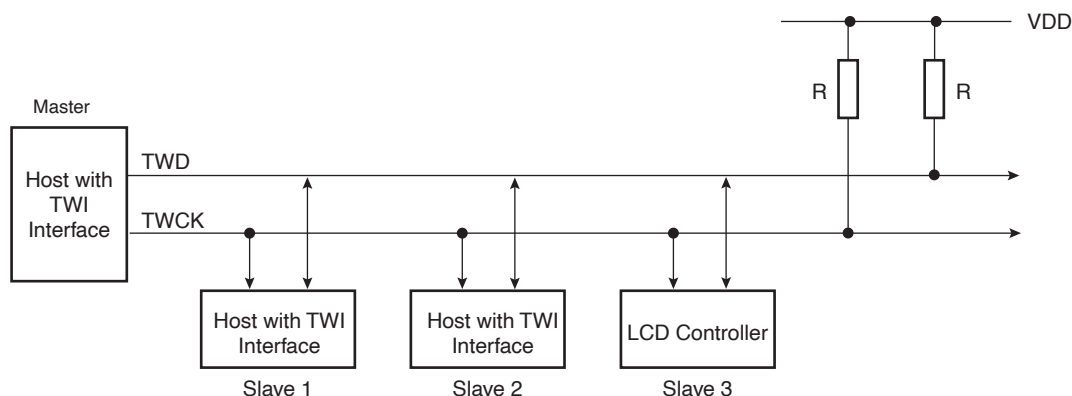 VDD
R
R
Master
Host with
TWI
Interface
TWD
TWCK
Host with TWI
Interface
Slave 1
Host with TWI
Interface
Slave 2
LCD Controller
Slave 3